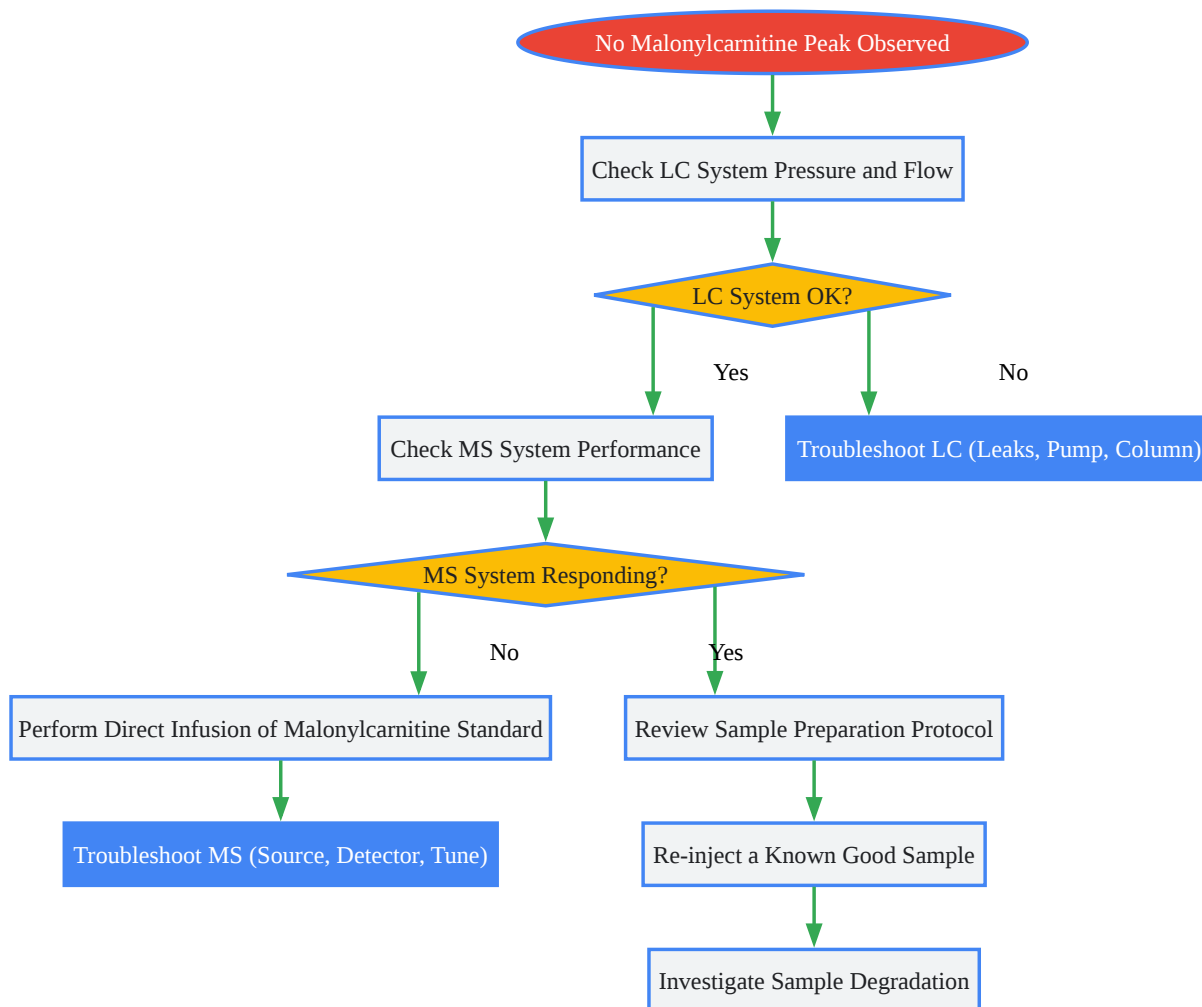 No Malonylcarnitine Peak Observed
Check LC System Pressure and Flow
LC System OK?
Yes
No
Check MS System Performance
Troubleshoot LC (Leaks, Pump, Column)
MS System Responding?
No
Yes
Perform Direct Infusion of Malonylcarnitine Standard
Review Sample Preparation Protocol
Troubleshoot MS (Source, Detector, Tune)
Re-inject a Known Good Sample
Investigate Sample Degradation